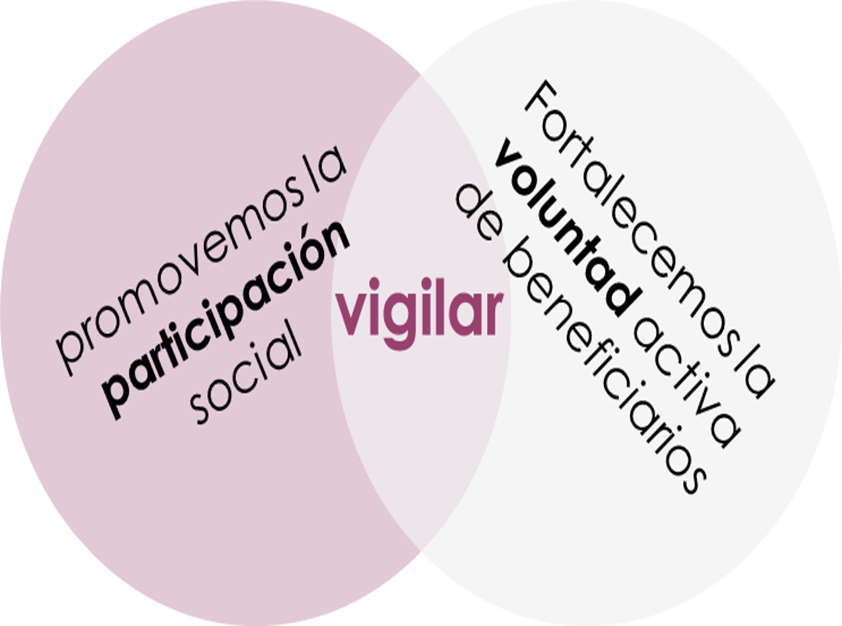 promovemos la
participación
social
vigilar
Fortalecemos la
voluntad activa
de beneficiarios